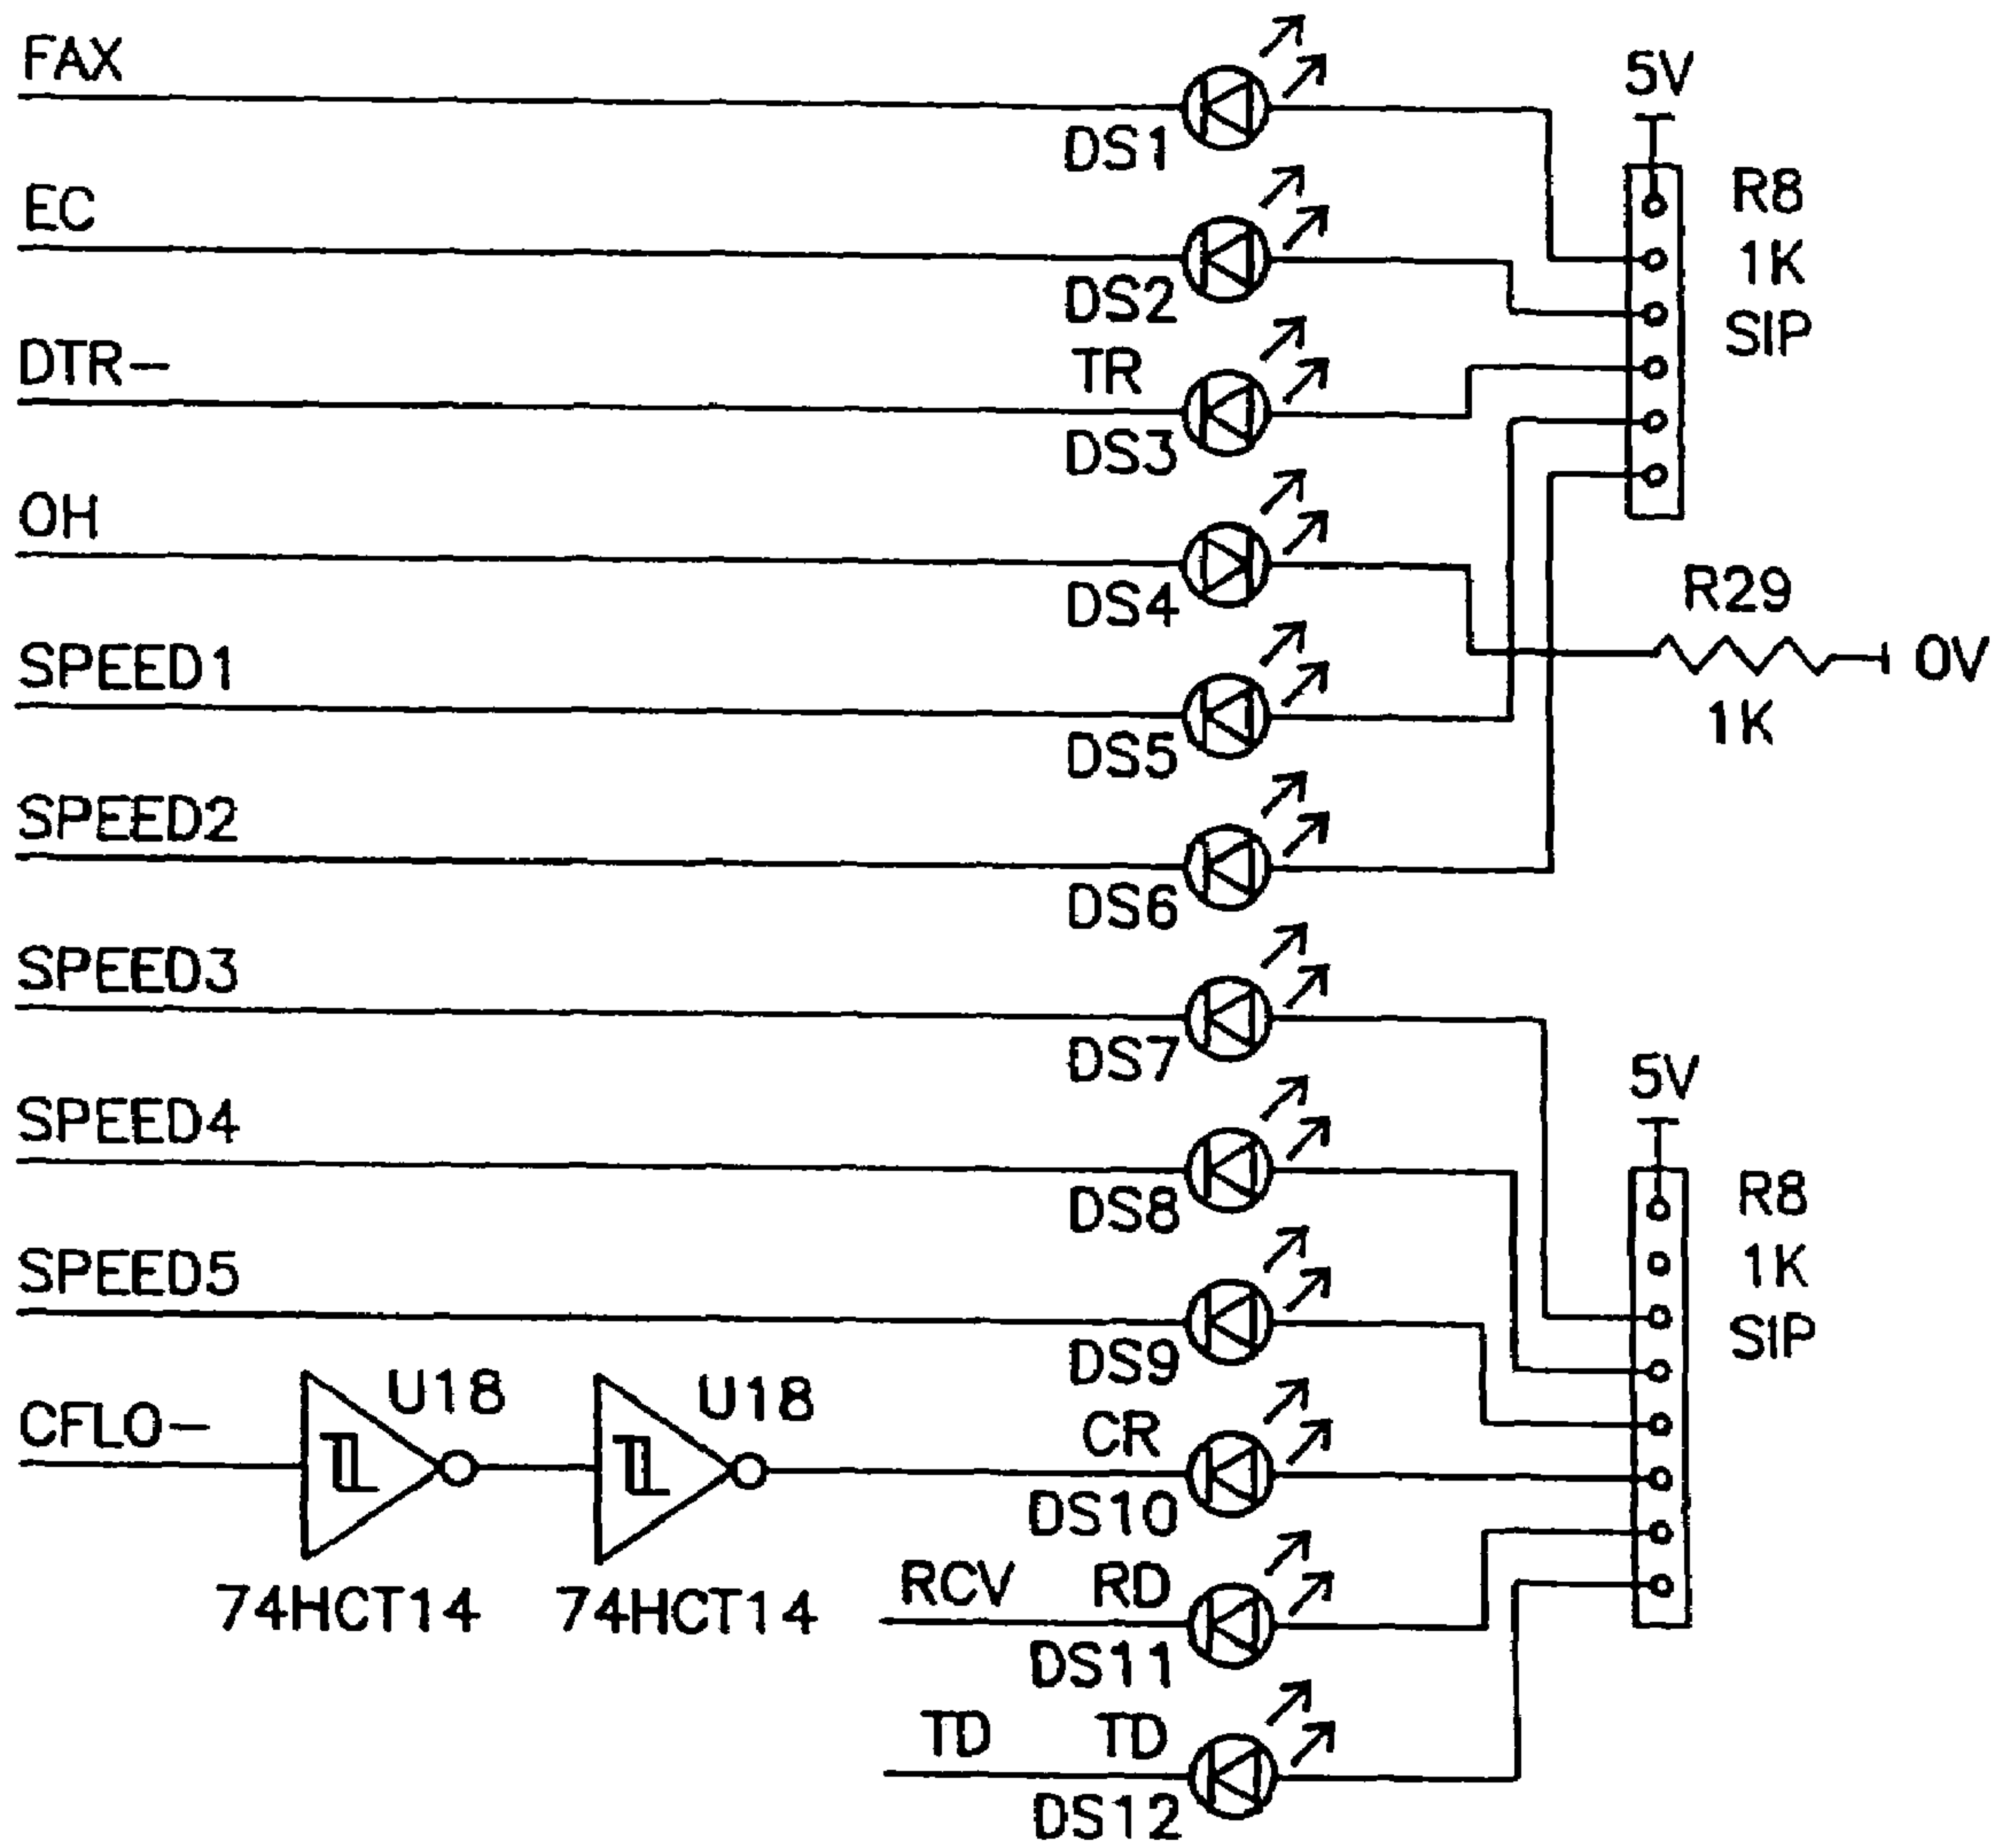 FAX
DS1
5V
R8
1K
SIP
EC
DS2
DTR-
TR
DS3
OH
DS4
R29
0V
1K
SPEED1
DS5
SPEED2
DS6
SPEED3
DS7
SPEED4
DS8
5V
R8
1K
SIP
SPEED5
DS9
CFLO-
U18
U18
74HCT14
74HCT14
CR
DS10
RCV
RD
DS11
TD
TD
DS12